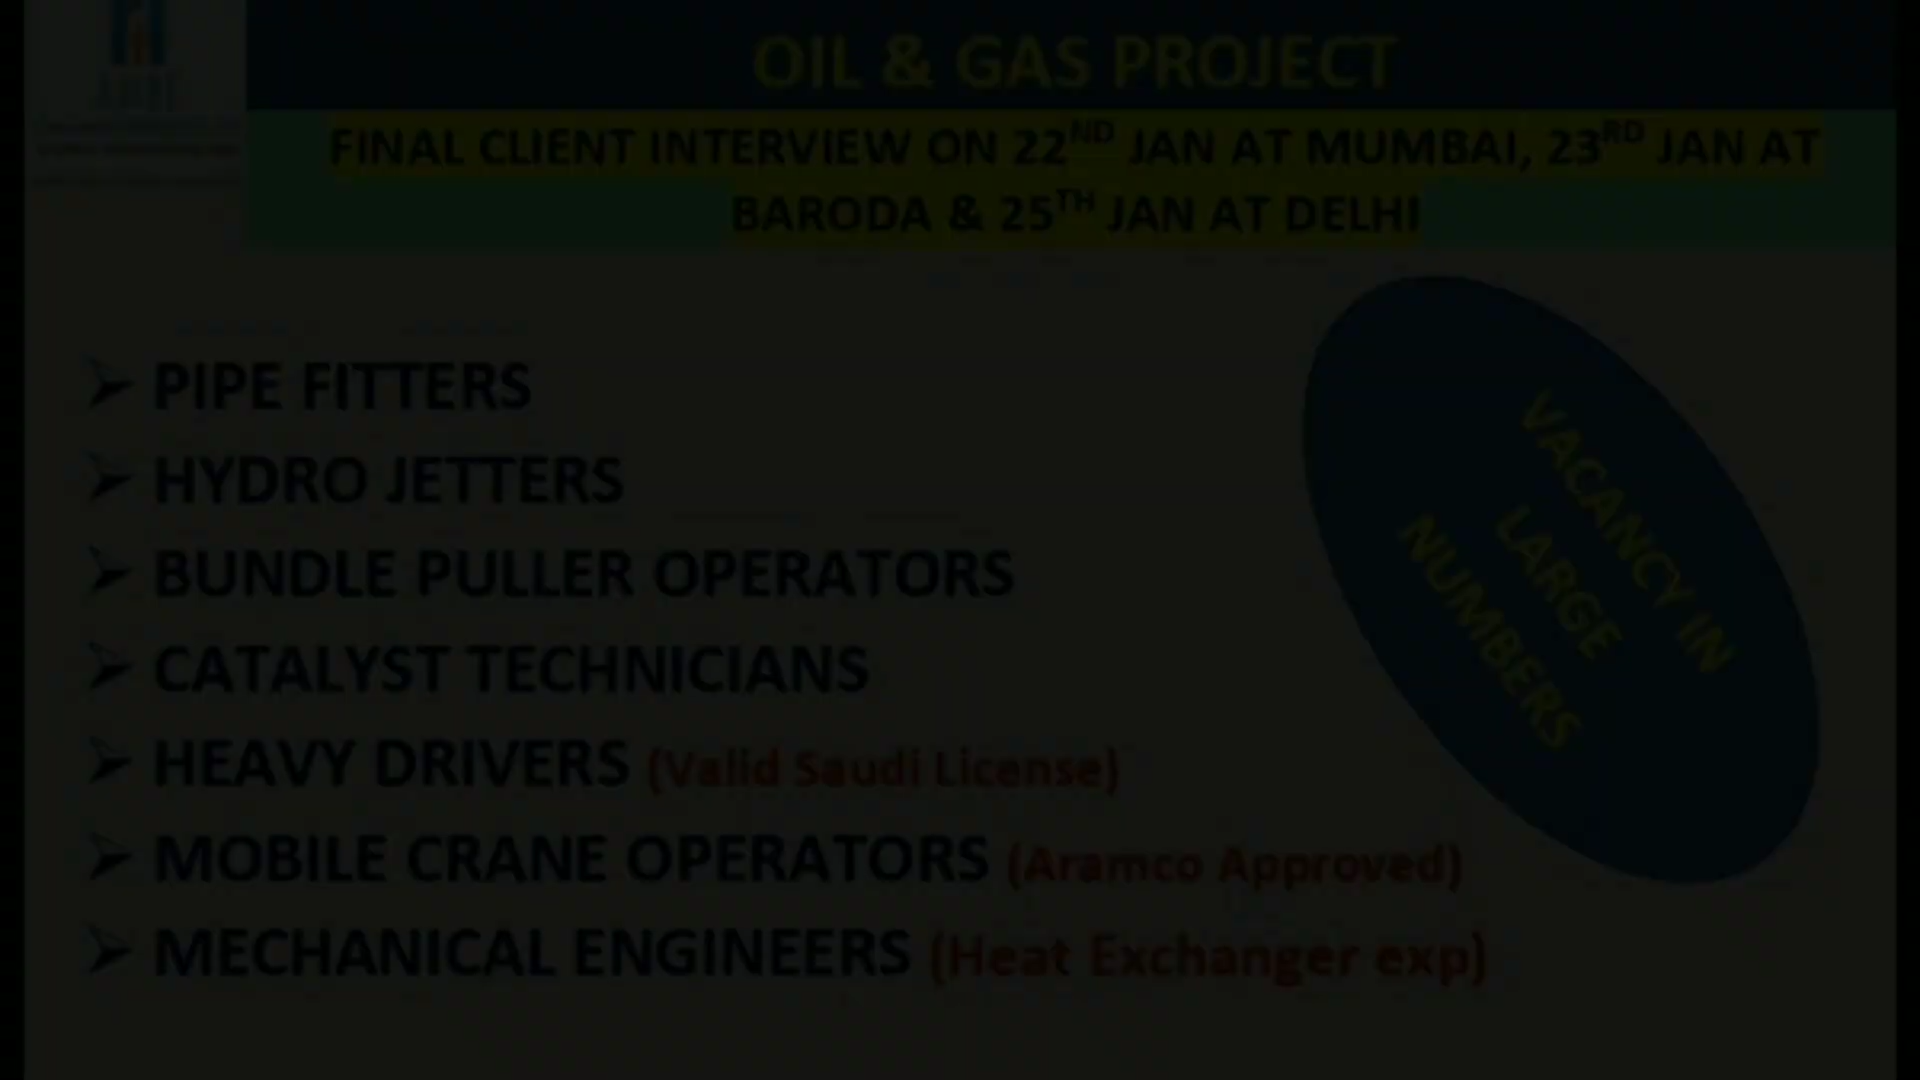 OIL & GAS PROJECT
FINAL CLIENT INTERVIEW ON 22ND JAN AT MUMBAI, 23RD JAN AT
BARODA & 25TH JAN AT DELHI
➢ PIPE FITTERS
➢ HYDRO JETTERS
➢ BUNDLE PULLER OPERATORS
➢ CATALYST TECHNICIANS
➢ HEAVY DRIVERS (Valid Saudi License)
➢ MOBILE CRANE OPERATORS (Aramco Approved)
➢ MECHANICAL ENGINEERS (Heat Exchanger exp)
VACANCY IN
LARGE
NUMBERS